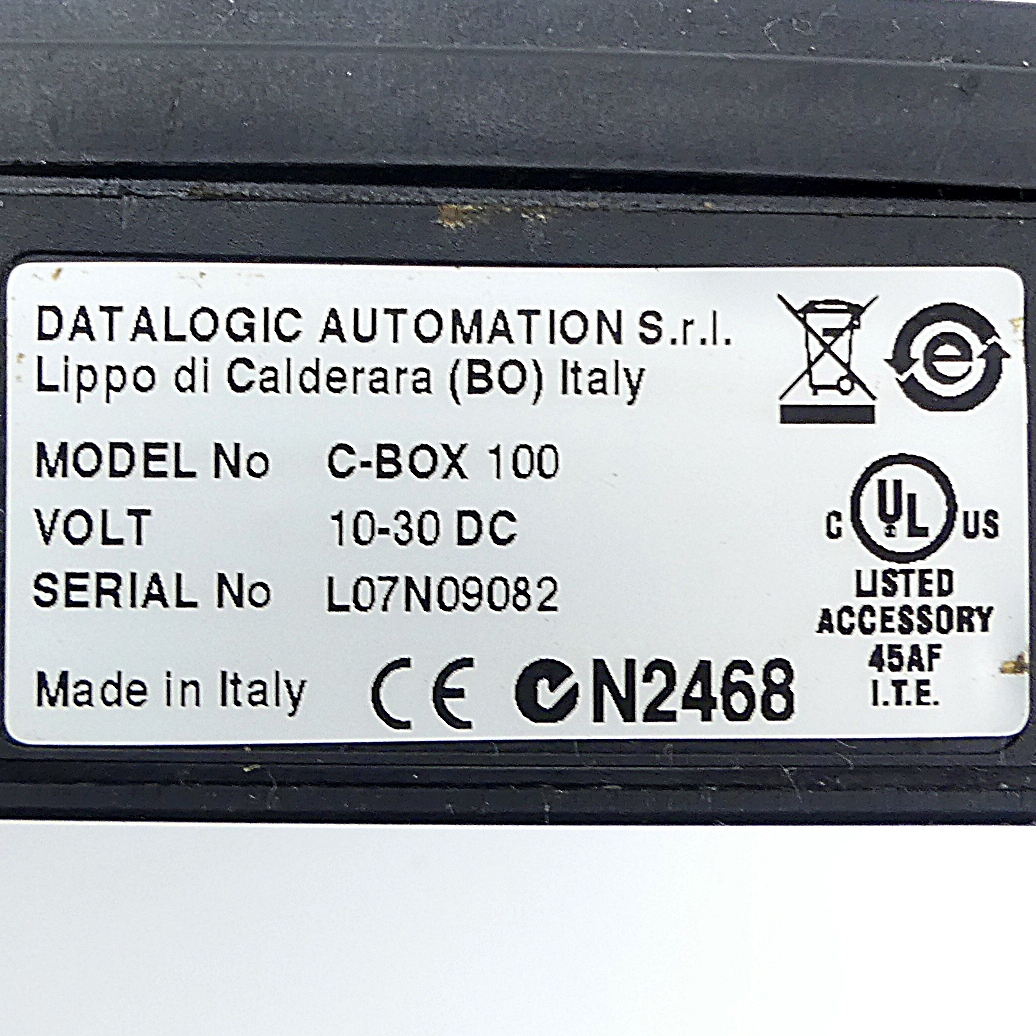 DATALOGIC AUTOMATION S.r.l.
Lippo di Calderara (BO) Italy
MODEL No C-BOX 100
VOLT 10-30 DC
SERIAL No L07N09082
Made in Italy CE N2468
e
C UL US
LISTED
ACCESSORY
45AF
I.T.E.